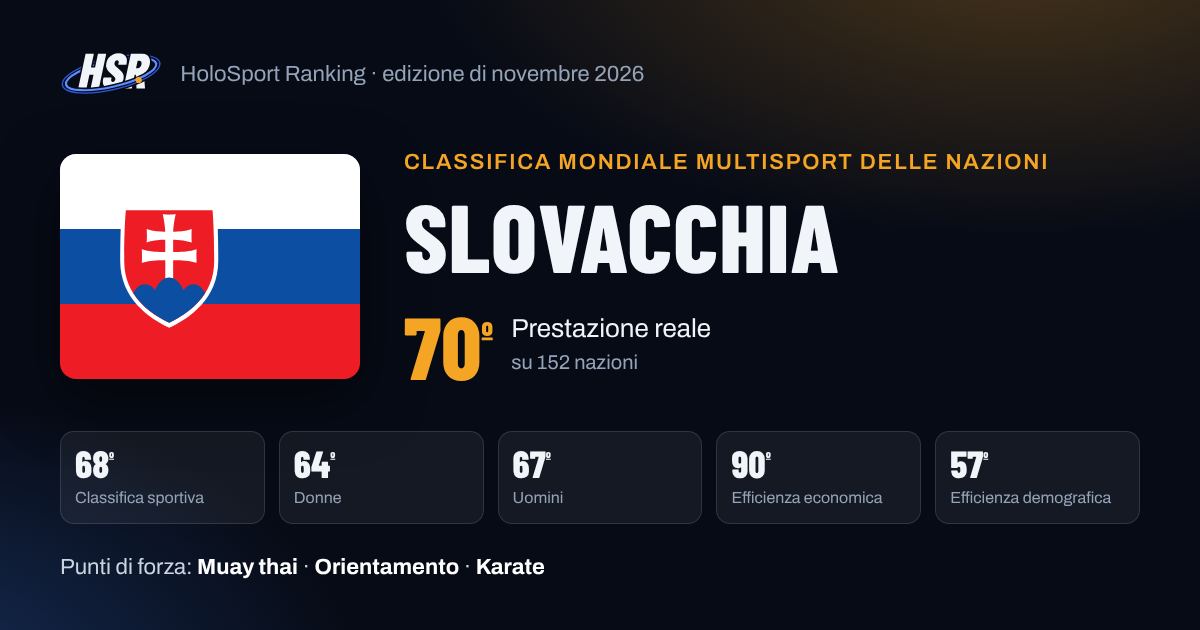 HSR
HoloSport Ranking · edizione di novembre 2026
CLASSIFICA MONDIALE MULTISPORT DELLE NAZIONI
SLOVACCHIA
70º
Prestazione reale
su 152 nazioni
68º
Classifica sportiva
64º
Donne
67º
Uomini
90º
Efficienza economica
57º
Efficienza demografica
Punti di forza: Muay thai · Orientamento · Karate